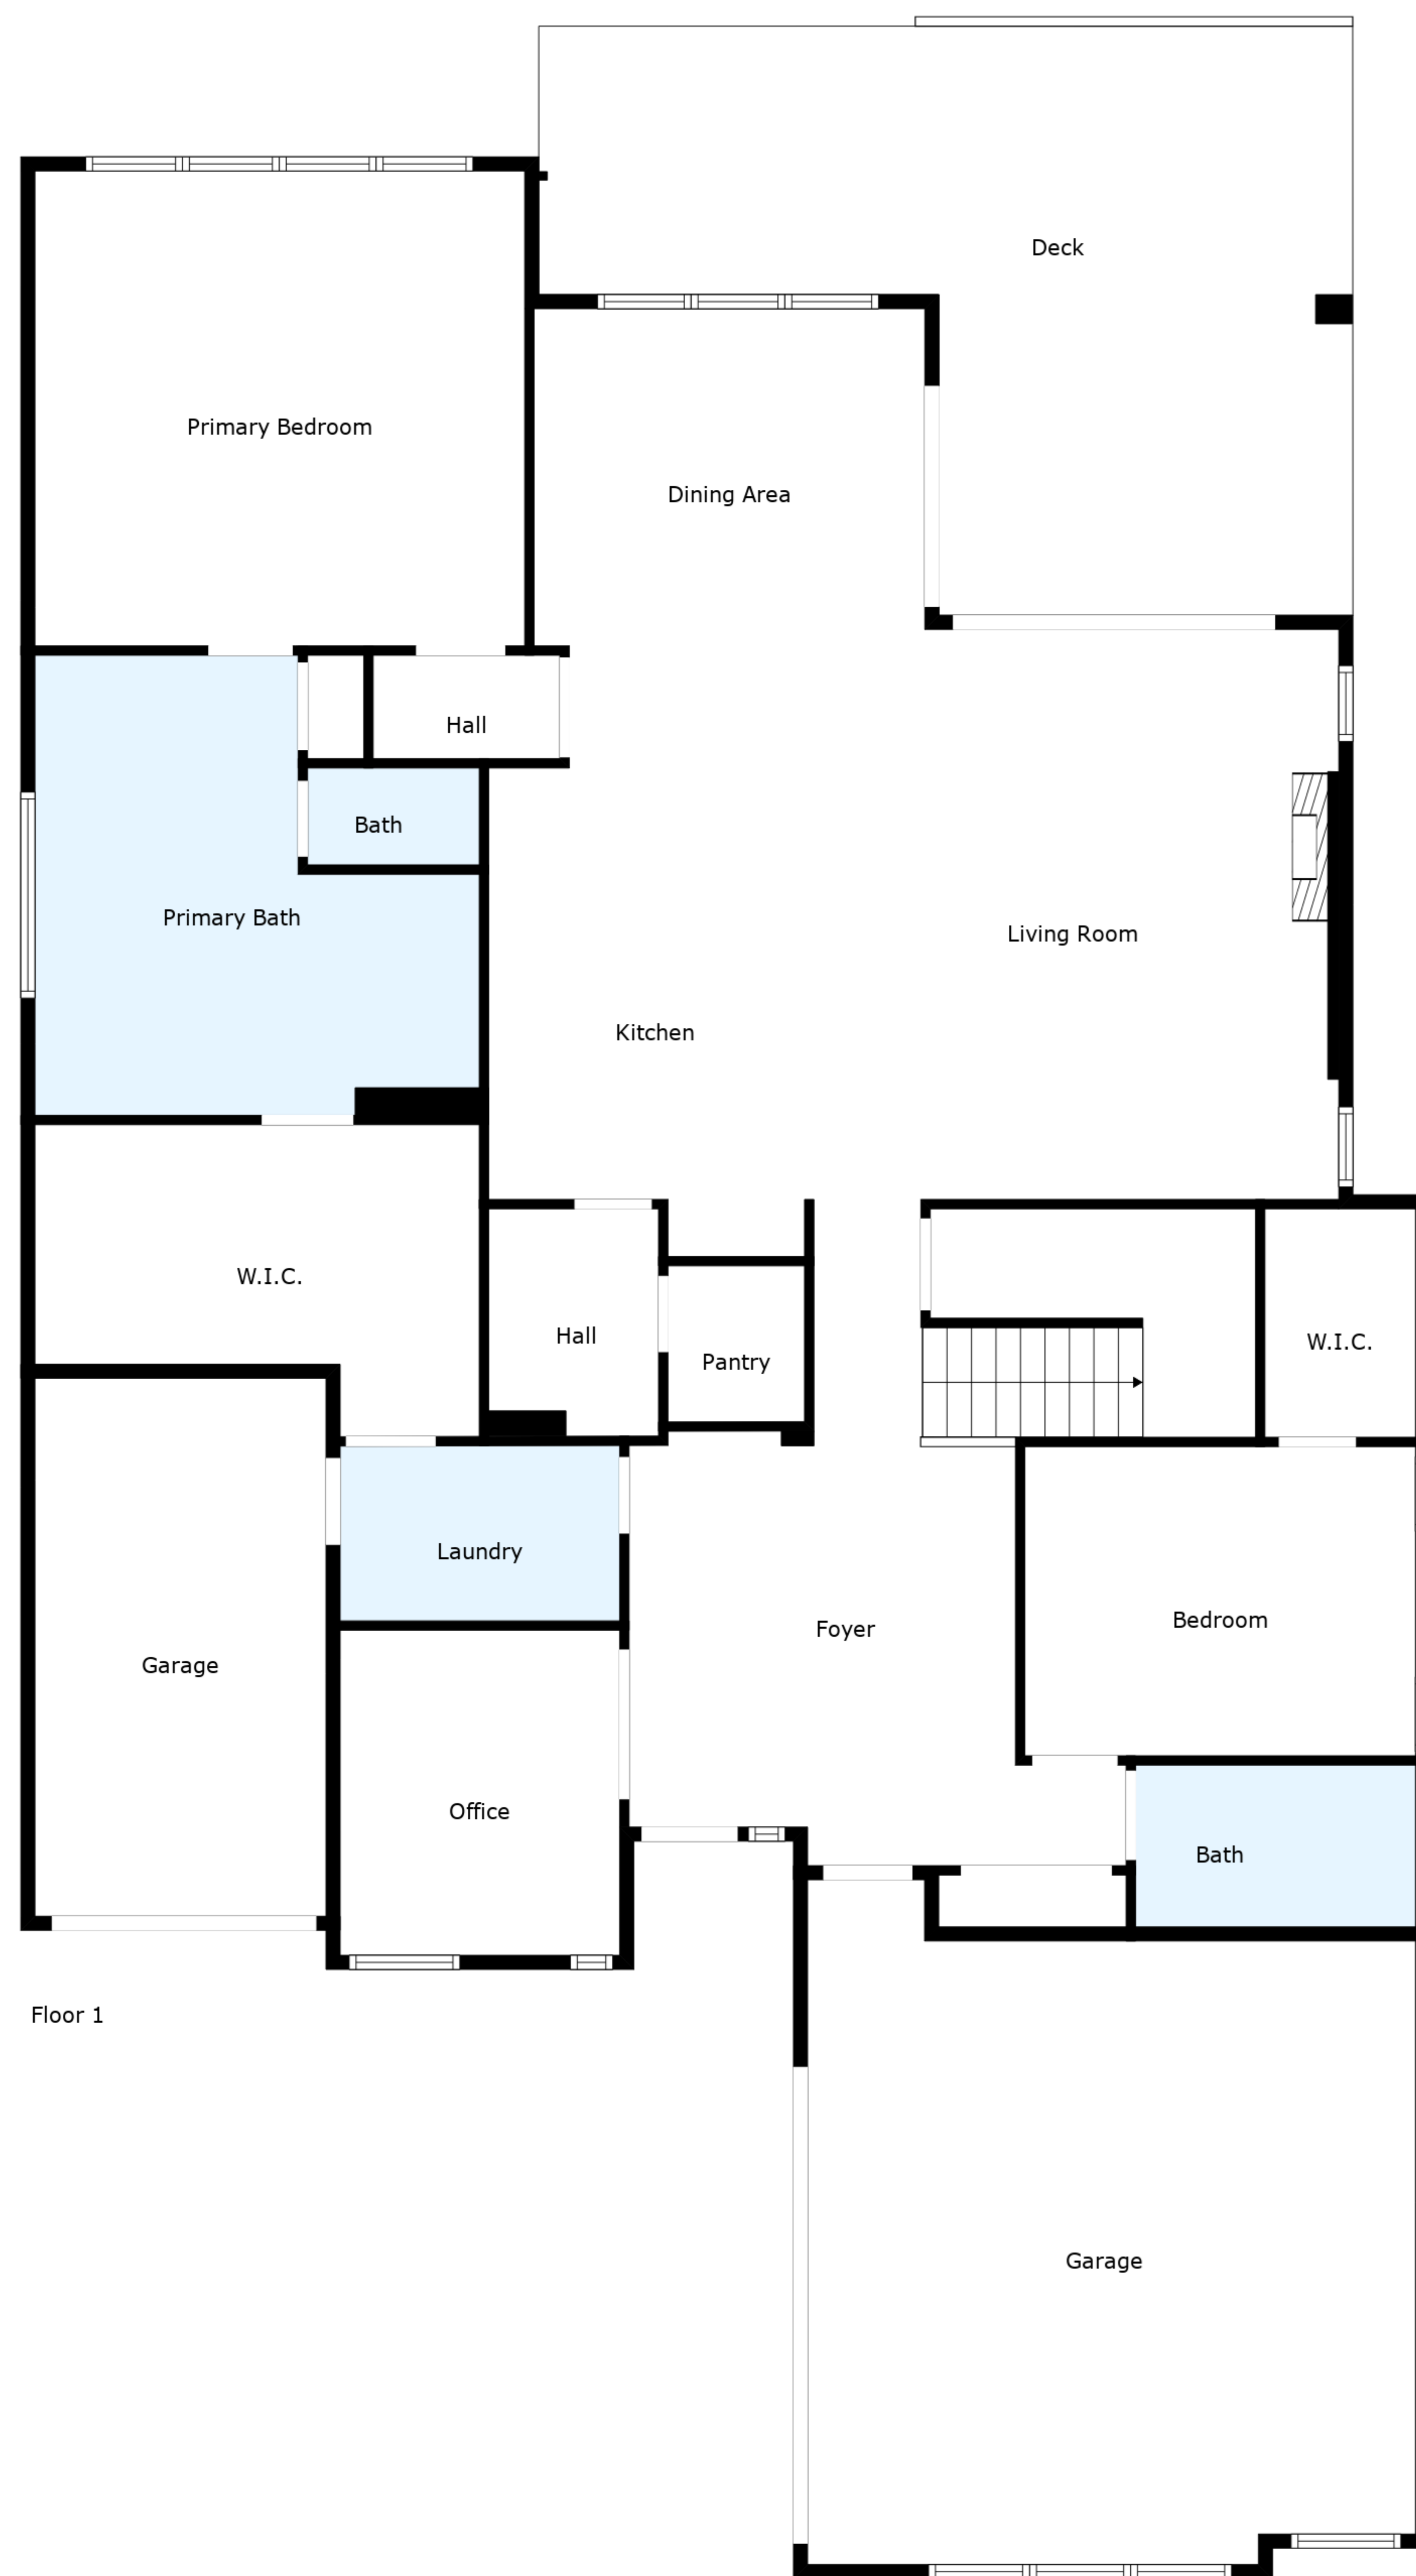 Deck
Primary Bedroom
Dining Area
Hall
Bath
Primary Bath
Living Room
Kitchen
W.I.C.
Hall
Pantry
W.I.C.
Laundry
Foyer
Bedroom
Garage
Office
Bath
Floor 1
Garage